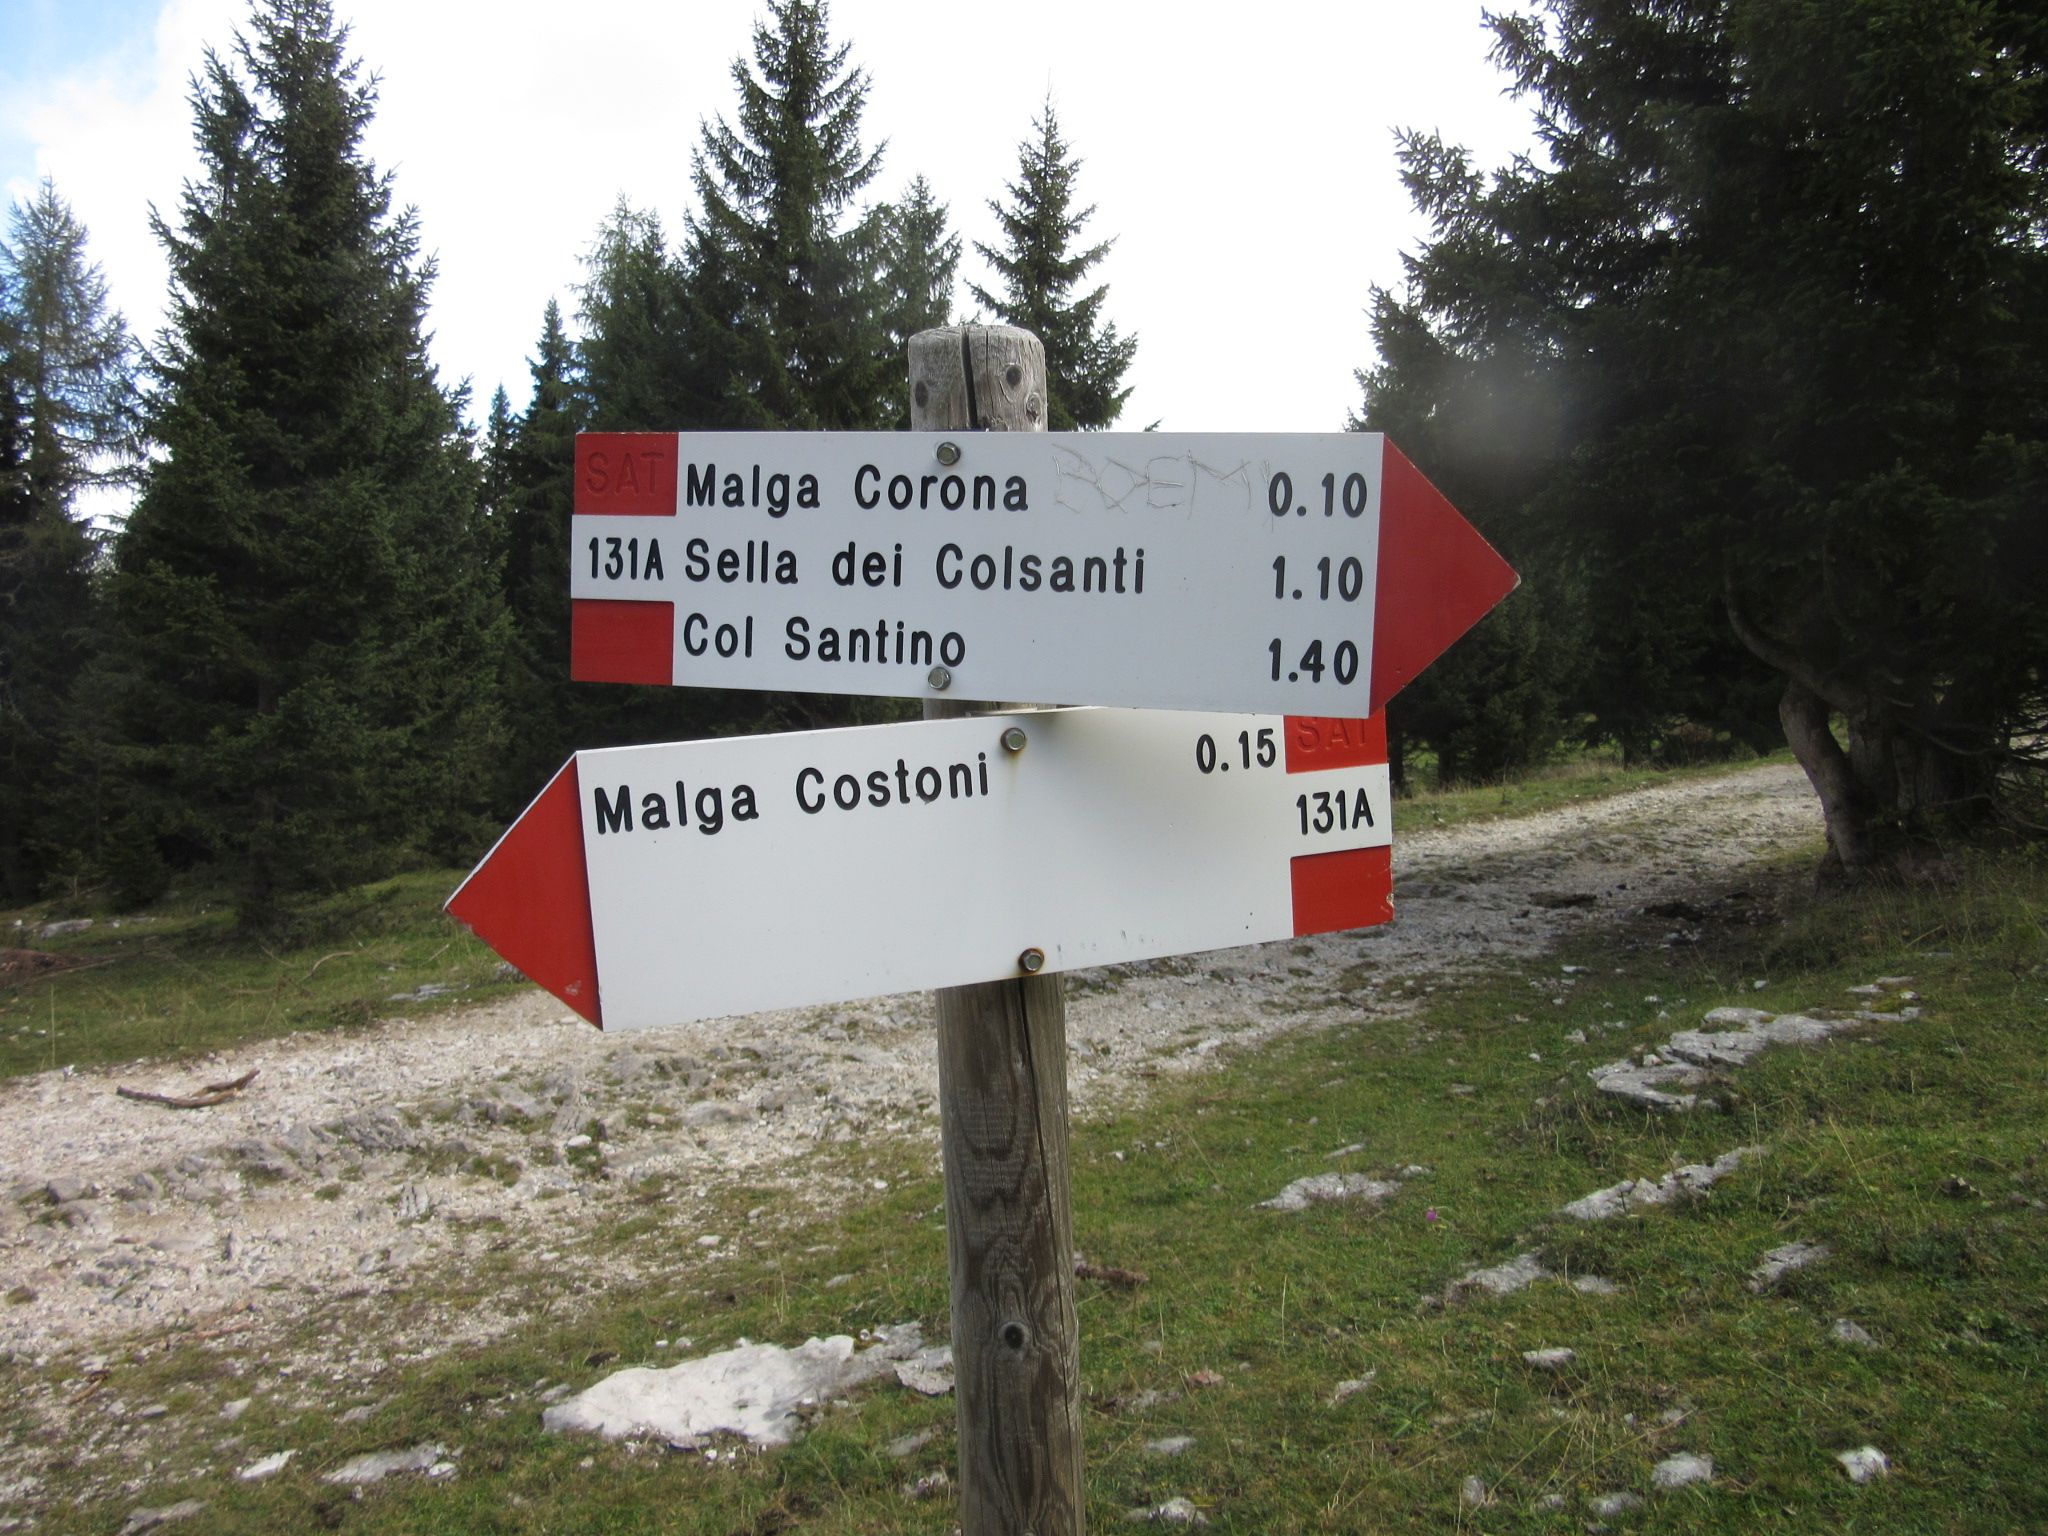 SAT Malga Corona 0.10
131A Sella dei Colsanti 1.10
Col Santino 1.40
Malga Costoni 0.15 SAT
131A